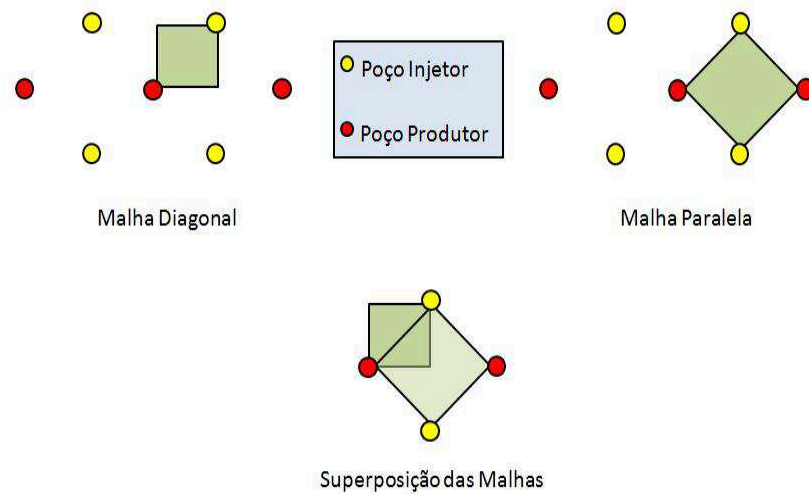 Poço Injetor
Poço Produtor
Malha Diagonal
Malha Paralela
Superposição das Malhas